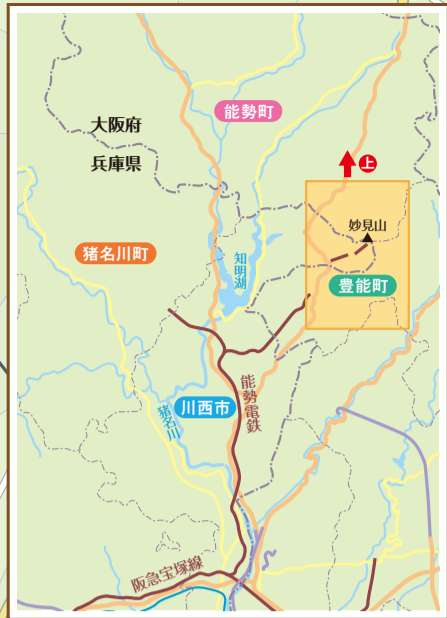 能勢町
大阪府
兵庫県
上
妙見山
猪名川町
知明湖
豊能町
能勢電鉄
川西市
猪名川
阪急宝塚線